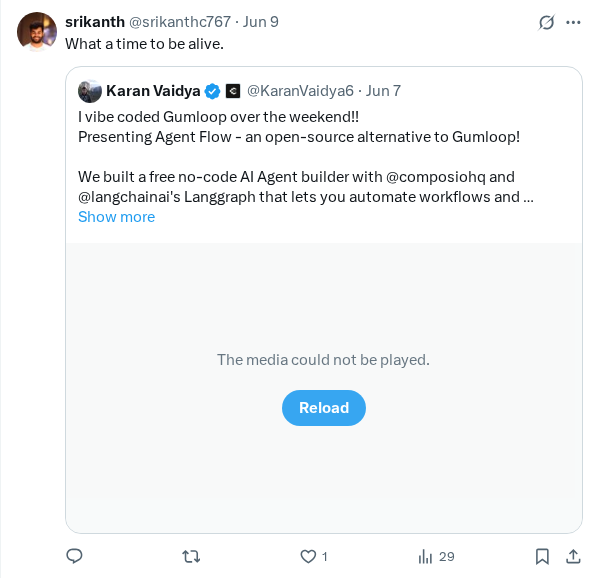 srikanth @srikanthc767 · Jun 9
What a time to be alive.
Karan Vaidya @KaranVaidya6 · Jun 7
I vibe coded Gumloop over the weekend!!
Presenting Agent Flow - an open-source alternative to Gumloop!
We built a free no-code AI Agent builder with @composiohq and
@langchainai's Langgraph that lets you automate workflows and ...
Show more
The media could not be played.
Reload
1 29